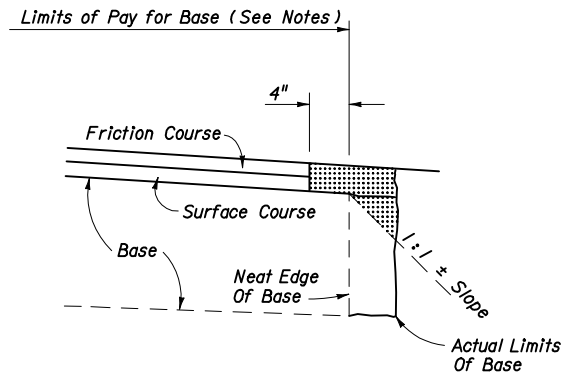 Limits of Pay for Base (See Notes)
4"
Friction Course
Surface Course
Base
1:1 ± Slope
Neat Edge
Of Base
Actual Limits
Of Base